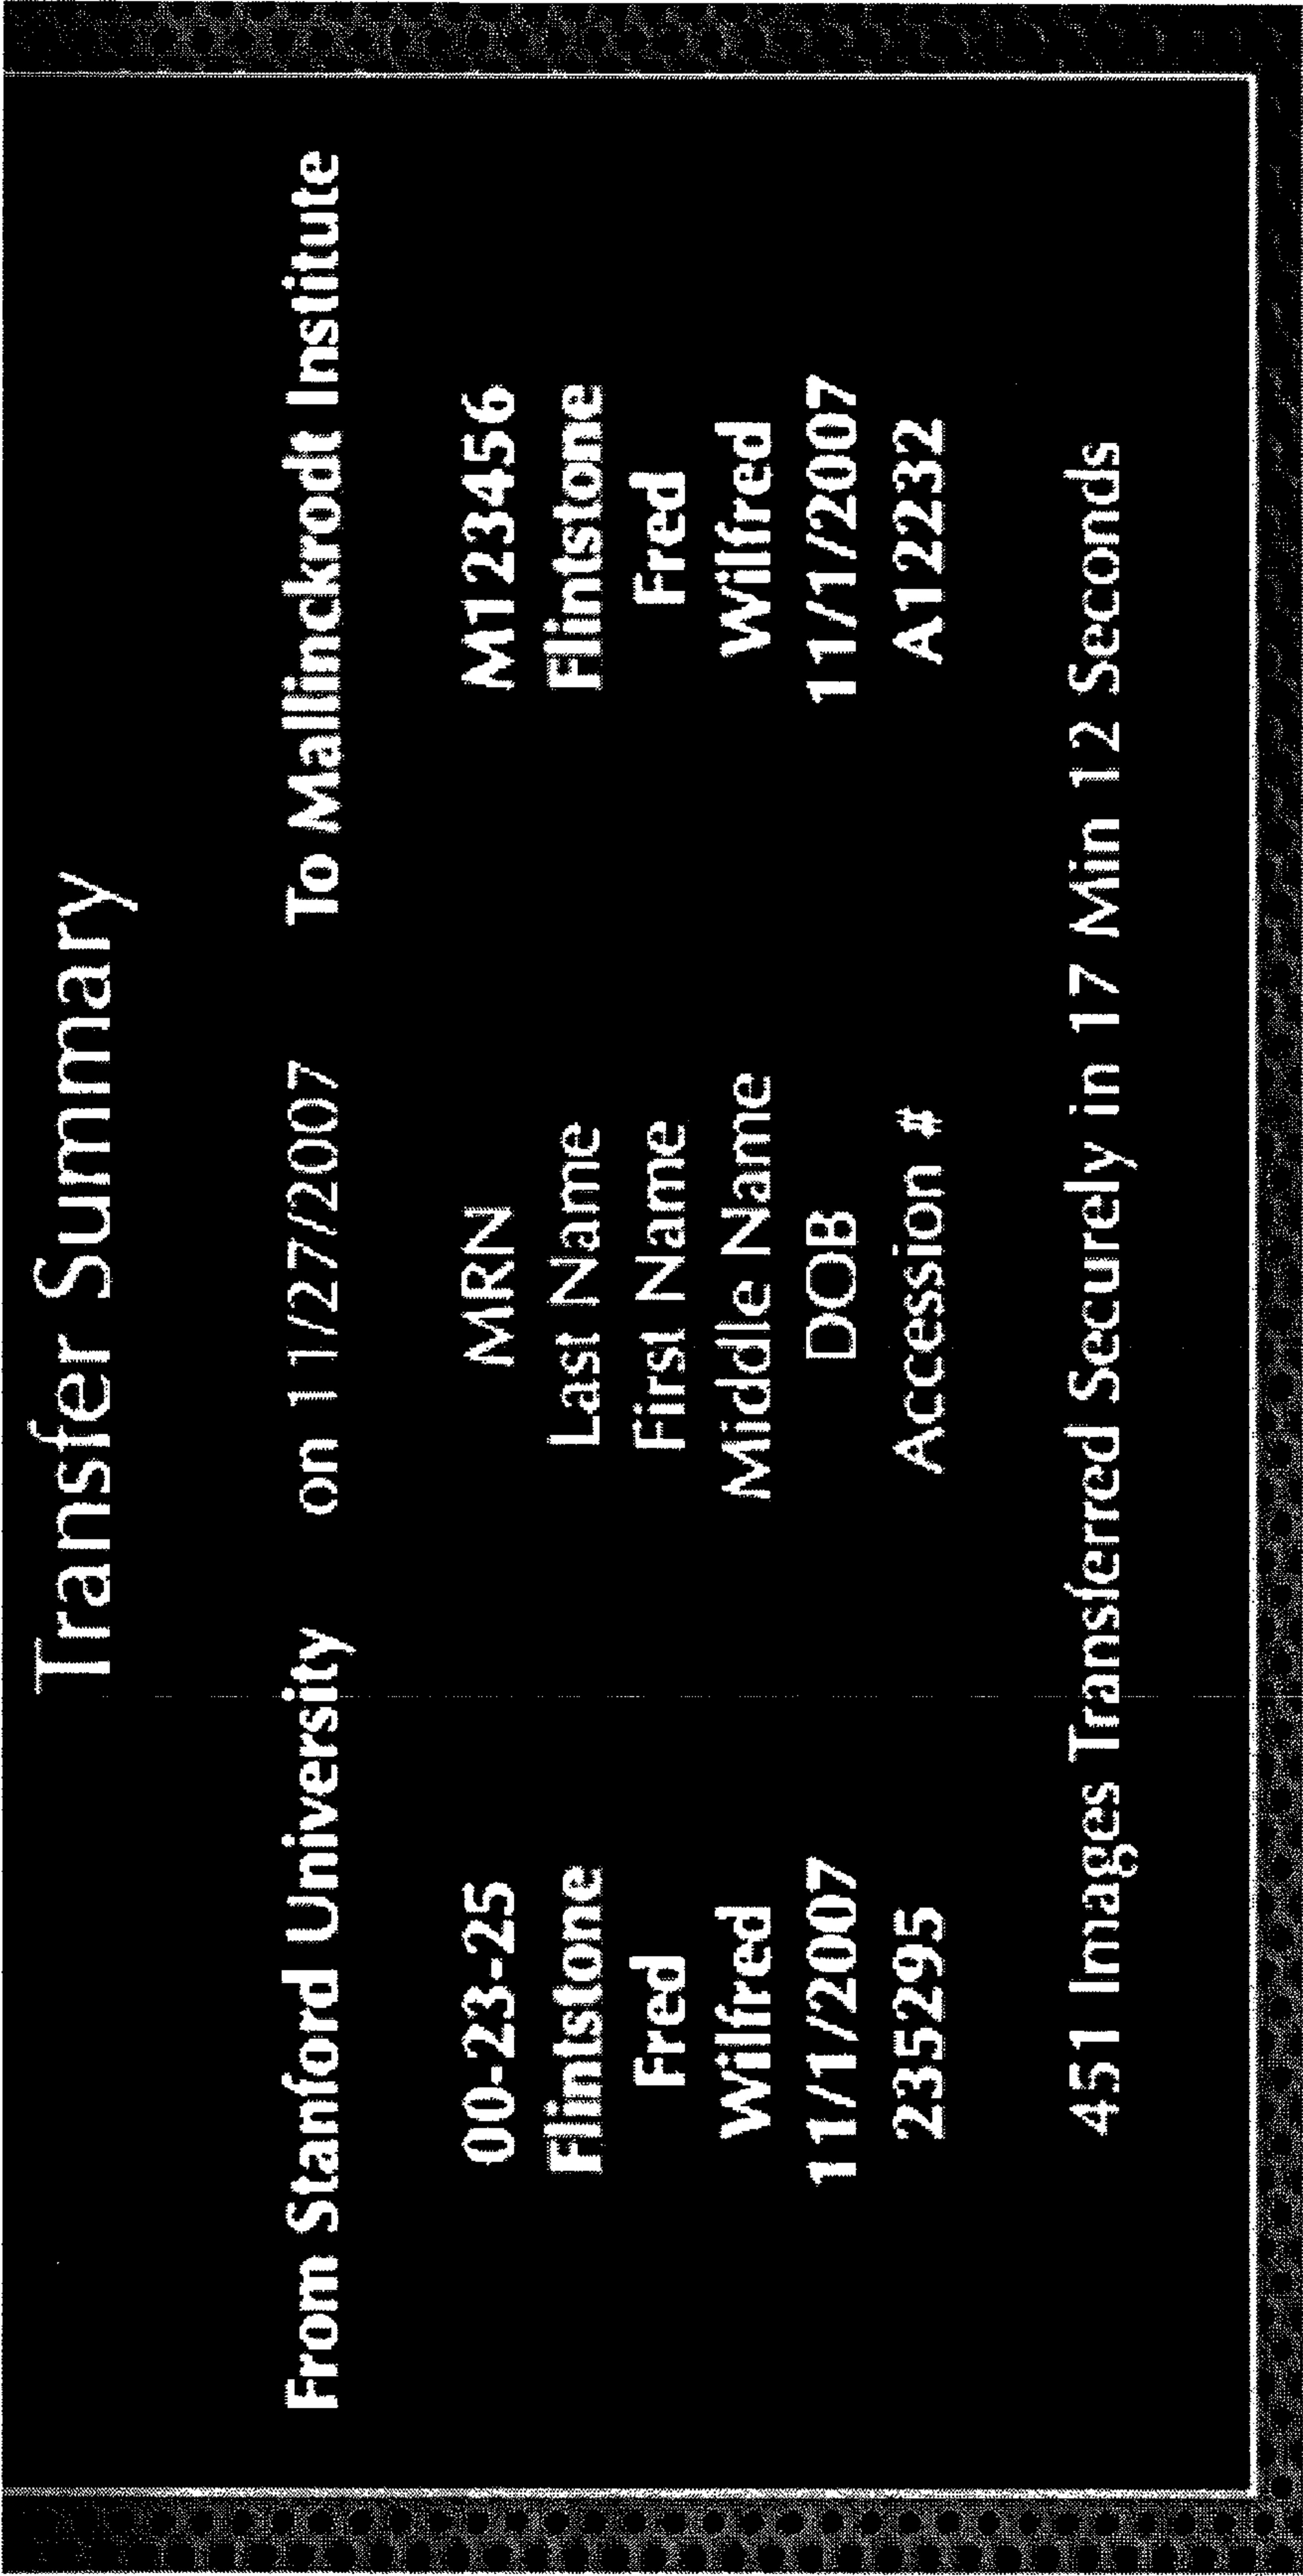 Transfer Summary
From Stanford University on 11/27/2007 To Mallinckrodt Institute
00-23-25 MRN M123456
Flintstone Last Name Flintstone
Fred First Name Fred
Wilfred Middle Name Wilfred
11/1/2007 DOB 11/1/2007
235295 Accession # A12232
451 Images Transferred Securely in 17 Min 12 Seconds